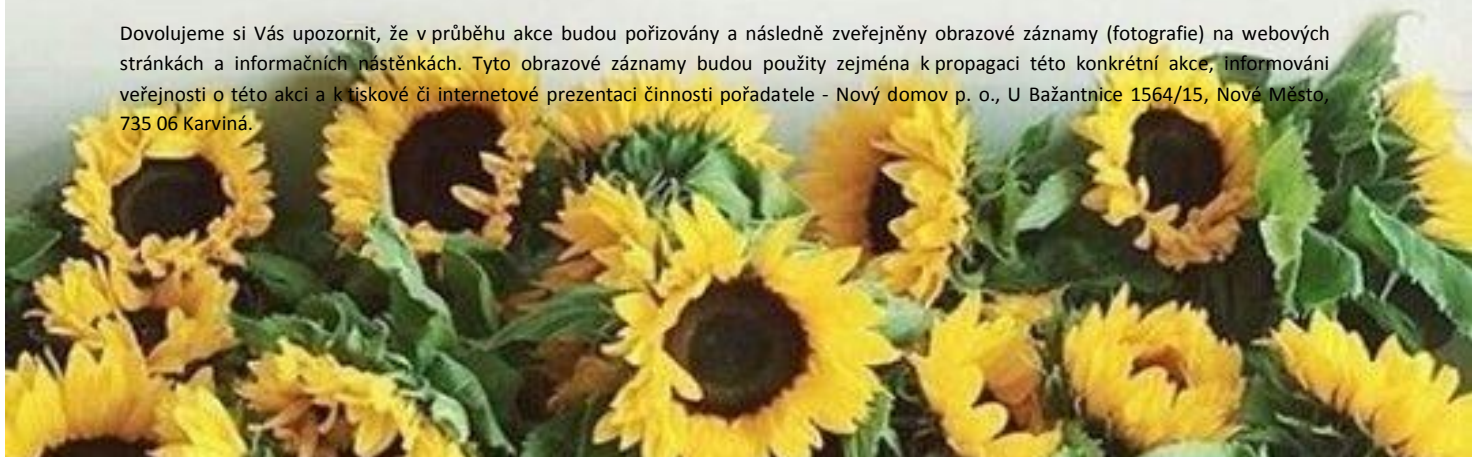 Dovolujeme si Vás upozornit, že v průběhu akce budou pořizovány a následně zveřejněny obrazové záznamy (fotografie) na webových
stránkách a informačních nástěnkách. Tyto obrazové záznamy budou použity zejména k propagaci této konkrétní akce, informováni
veřejnosti o této akci a k tiskové či internetové prezentaci činnosti pořadatele - Nový domov p. o., U Bažantnice 1564/15, Nové Město,
735 06 Karviná.